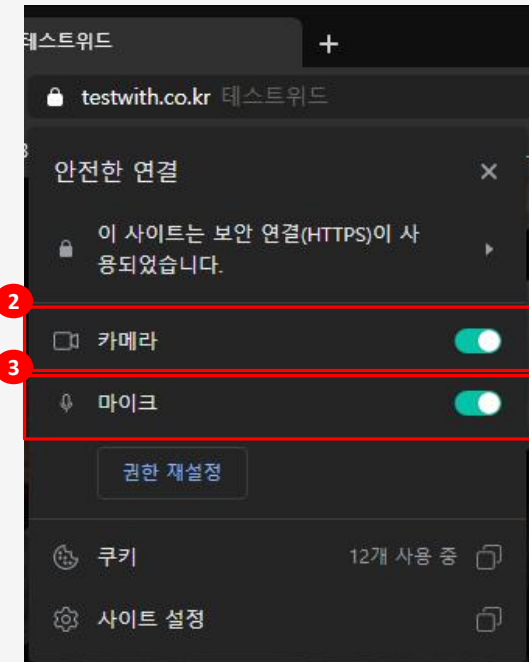 테스트위드 +
testwith.co.kr 테스트위드
안전한 연결
이 사이트는 보안 연결(HTTPS)이 사
용되었습니다.
2
카메라
3
마이크
권한 재설정
쿠키 12개 사용 중
사이트 설정